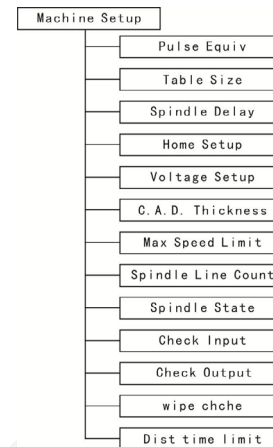 Machine Setup
Pulse Equiv
Table Size
Spindle Delay
Home Setup
Voltage Setup
C.A.D. Thickness
Max Speed Limit
Spindle Line Count
Spindle State
Check Input
Check Output
wipe chche
Dist time limit